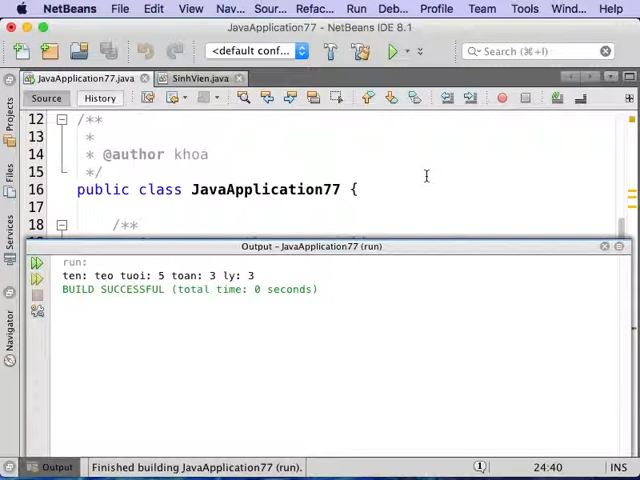 NetBeans File Edit View Nav... Sour... Refac... Run Deb... Profile Team Tools Window
JavaApplication77 - NetBeans IDE 8.1
<default conf... Search (⌘+I)
JavaApplication77.java SinhVien.java
Source History
12 /**
13 *
14 * @author khoa
15 */
16 public class JavaApplication77 {
17
18 /**
Projects
Files
Services
Navigator
Output - JavaApplication77 (run)
run:
ten: teo tuoi: 5 toan: 3 ly: 3
BUILD SUCCESSFUL (total time: 0 seconds)
Output Finished building JavaApplication77 (run). 24:40 INS